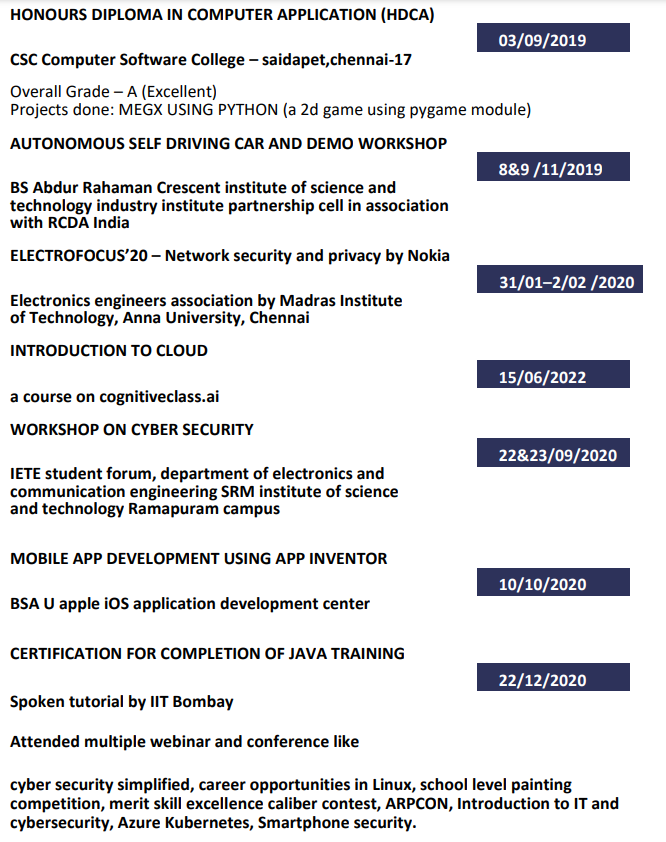 HONOURS DIPLOMA IN COMPUTER APPLICATION (HDCA)
03/09/2019
CSC Computer Software College – saidapet,chennai-17
Overall Grade – A (Excellent)
Projects done: MEGX USING PYTHON (a 2d game using pygame module)
AUTONOMOUS SELF DRIVING CAR AND DEMO WORKSHOP
8&9 /11/2019
BS Abdur Rahaman Crescent institute of science and
technology industry institute partnership cell in association
with RCDA India
ELECTROFOCUS’20 – Network security and privacy by Nokia
31/01–2/02 /2020
Electronics engineers association by Madras Institute
of Technology, Anna University, Chennai
INTRODUCTION TO CLOUD
15/06/2022
a course on cognitiveclass.ai
WORKSHOP ON CYBER SECURITY
22&23/09/2020
IETE student forum, department of electronics and
communication engineering SRM institute of science
and technology Ramapuram campus
MOBILE APP DEVELOPMENT USING APP INVENTOR
10/10/2020
BSA U apple iOS application development center
CERTIFICATION FOR COMPLETION OF JAVA TRAINING
22/12/2020
Spoken tutorial by IIT Bombay
Attended multiple webinar and conference like
cyber security simplified, career opportunities in Linux, school level painting
competition, merit skill excellence caliber contest, ARPCON, Introduction to IT and
cybersecurity, Azure Kubernetes, Smartphone security.